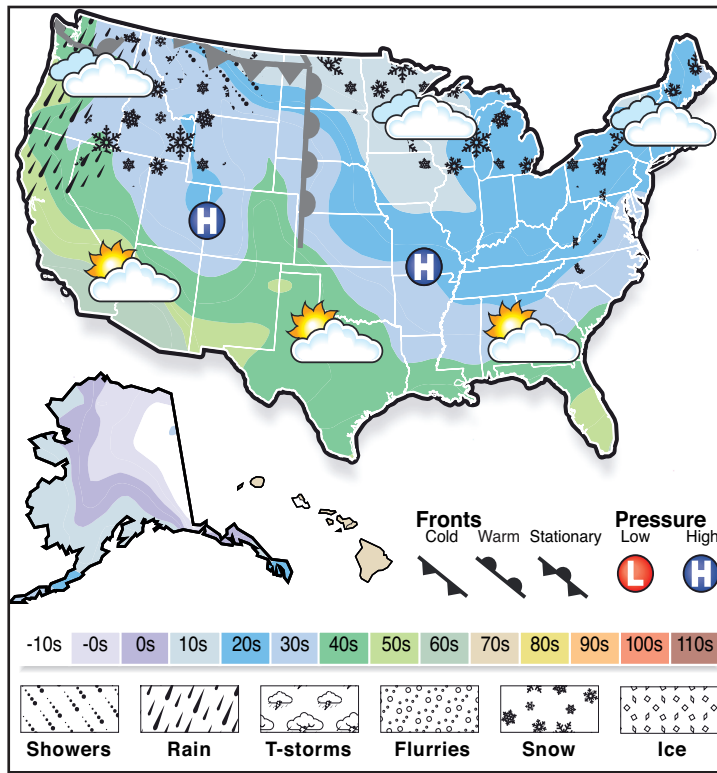 H
H
Fronts
Cold Warm Stationary
Pressure
Low High
L H
-10s -0s 0s 10s 20s 30s 40s 50s 60s 70s 80s 90s 100s 110s
Showers Rain T-storms Flurries Snow Ice